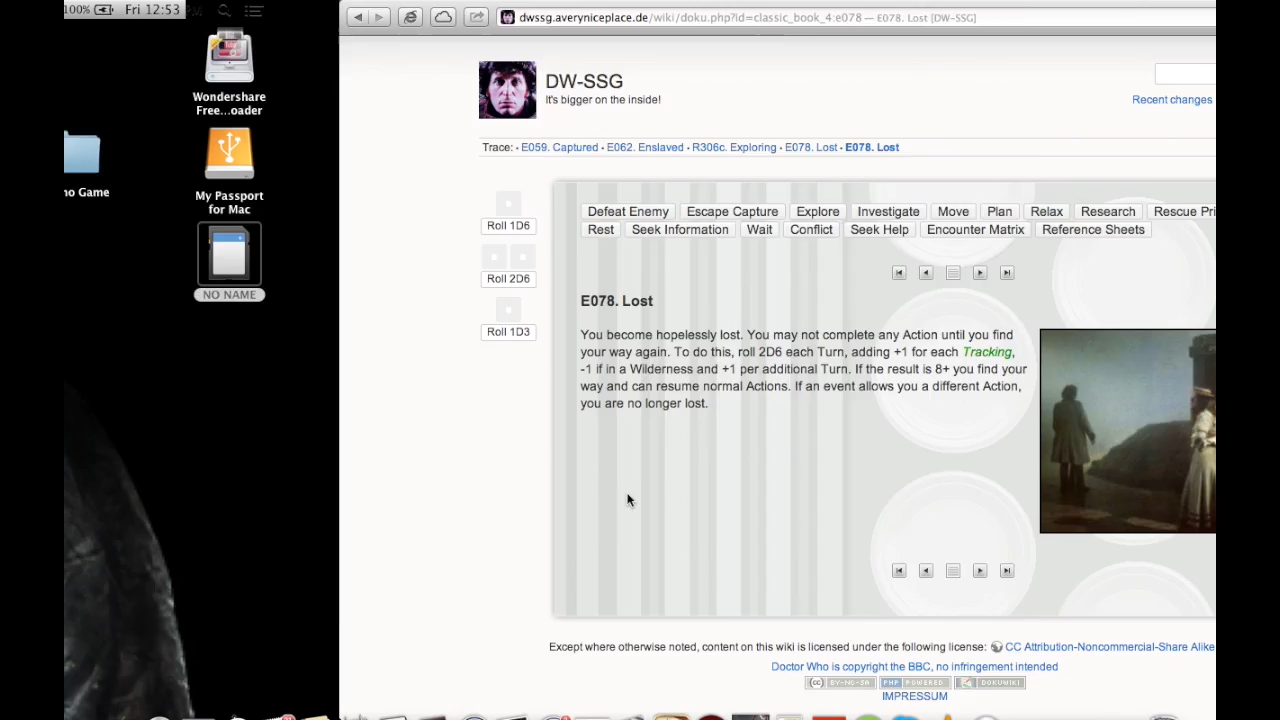 100% Fri 12:53
dwssg.averyniceplace.de/wiki/doku.php?id=classic_book_4:e078 — E078. Lost [DW-SSG]
Wondershare
Free...oader
My Passport
for Mac
no Game
NO NAME
DW-SSG
It's bigger on the inside!
Recent changes
Trace: • E059. Captured • E062. Enslaved • R306c. Exploring • E078. Lost • E078. Lost
Roll 1D6
Roll 2D6
Roll 1D3
Defeat Enemy Escape Capture Explore Investigate Move Plan Relax Research Rescue Pri
Rest Seek Information Wait Conflict Seek Help Encounter Matrix Reference Sheets
E078. Lost
You become hopelessly lost. You may not complete any Action until you find
your way again. To do this, roll 2D6 each Turn, adding +1 for each Tracking,
-1 if in a Wilderness and +1 per additional Turn. If the result is 8+ you find your
way and can resume normal Actions. If an event allows you a different Action,
you are no longer lost.
Except where otherwise noted, content on this wiki is licensed under the following license: CC Attribution-Noncommercial-Share Alike
Doctor Who is copyright the BBC, no infringement intended
(cc) BY-NC-SA PHP POWERED DOKUWIKI
IMPRESSUM